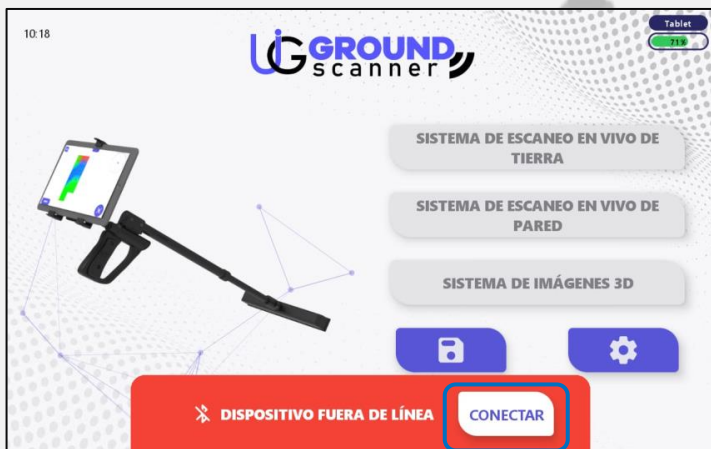 10:18
UIG GROUND
scanner
Tablet
71%
SISTEMA DE ESCANEO EN VIVO DE
TIERRA
SISTEMA DE ESCANEO EN VIVO DE
PARED
SISTEMA DE IMÁGENES 3D
DISPOSITIVO FUERA DE LÍNEA
CONECTAR